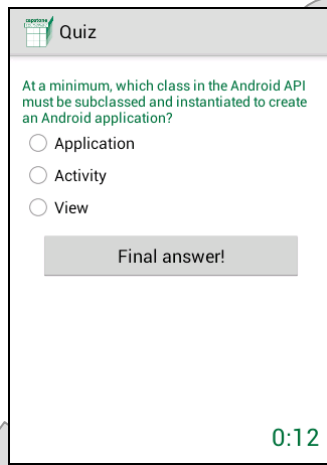 capstone
Quiz
At a minimum, which class in the Android API
must be subclassed and instantiated to create
an Android application?
Application
Activity
View
Final answer!
0:12